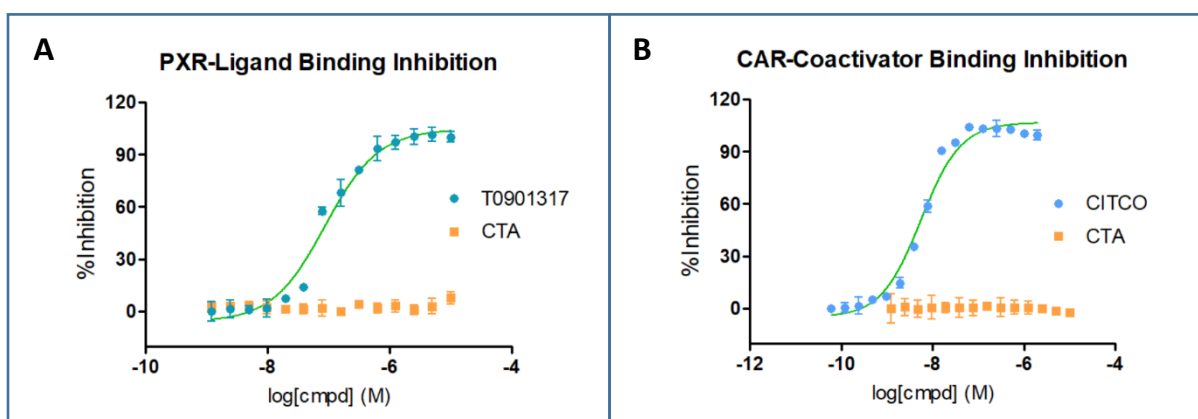 A
PXR-Ligand Binding Inhibition
%Inhibition
120
90
60
30
0
-10
-8
-6
-4
log[cmpd] (M)
T0901317
CTA
B
CAR-Coactivator Binding Inhibition
%Inhibition
120
90
60
30
0
-12
-10
-8
-6
-4
log[cmpd] (M)
CITCO
CTA